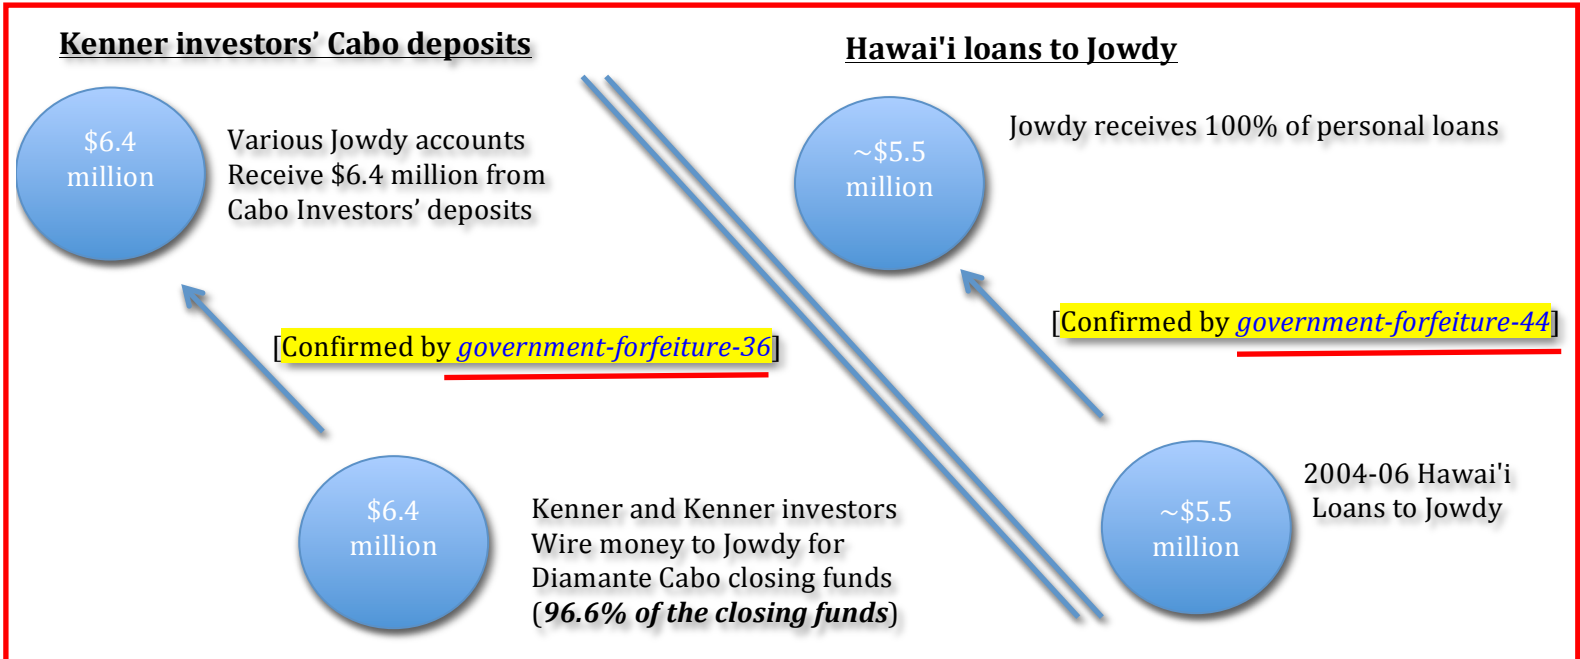 Kenner investors' Cabo deposits
$6.4
million
Various Jowdy accounts
Receive $6.4 million from
Cabo Investors' deposits
[Confirmed by government-forfeiture-36]
$6.4
million
Kenner and Kenner investors
Wire money to Jowdy for
Diamante Cabo closing funds
(96.6% of the closing funds)
Hawai'i loans to Jowdy
~$5.5
million
Jowdy receives 100% of personal loans
[Confirmed by government-forfeiture-44]
~$5.5
million
2004-06 Hawai'i
Loans to Jowdy